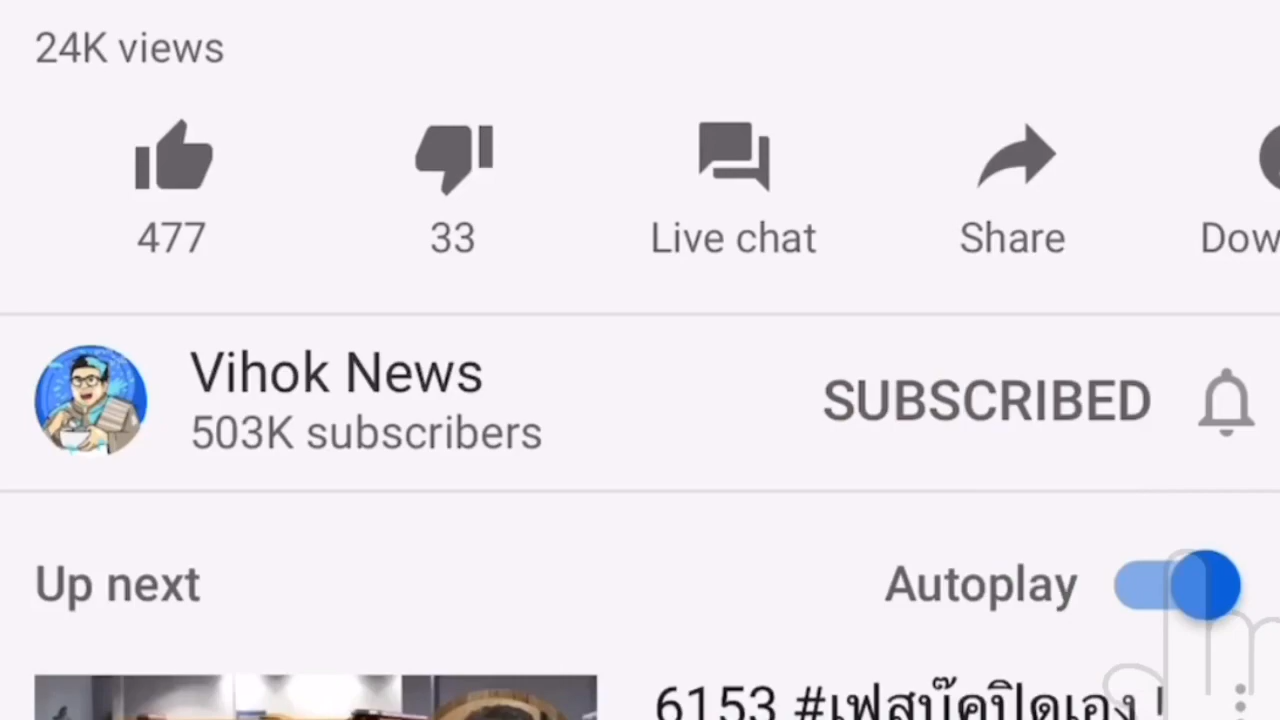 24K views
477
33
Live chat
Share
Dow
Vihok News
503K subscribers
SUBSCRIBED
Up next
Autoplay
6153 #เฟสบุ๊คปิดเอง |